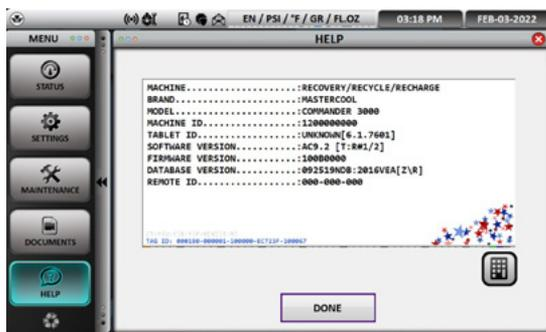 EN / PSI / °F / GR / FL.OZ
03:18 PM
FEB-03-2022
MENU
HELP
STATUS
SETTINGS
MAINTENANCE
DOCUMENTS
HELP
MACHINE......................:RECOVERY/RECYCLE/RECHARGE
BRAND........................:MASTERCOOL
MODEL........................:COMMANDER 3000
MACHINE ID...................:1200000000
TABLET ID....................:UNKNOWN[6.1.7601]
SOFTWARE VERSION.............:AC9.2 [T:R#1/2]
FIRMWARE VERSION.............:100B0000
DATABASE VERSION.............:092519NDB:2016VEA[Z\R]
REMOTE ID....................:000-000-000
DONE